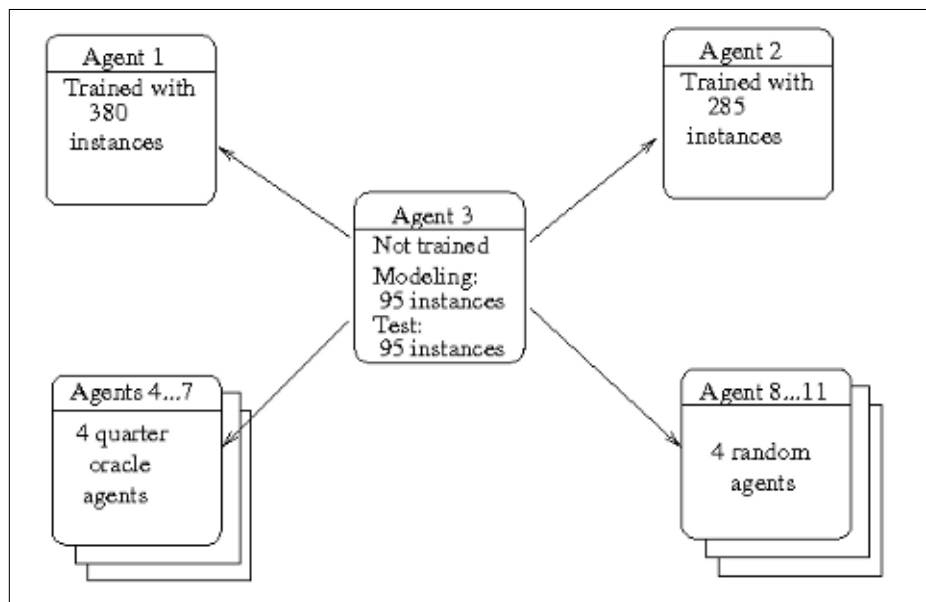 Agent 1
Trained with
380
instances
Agent 2
Trained with
285
instances
Agent 3
Not trained
Modeling:
95 instances
Test:
95 instances
Agents 4...7
4 quarter
oracle
agents
Agent 8...11
4 random
agents